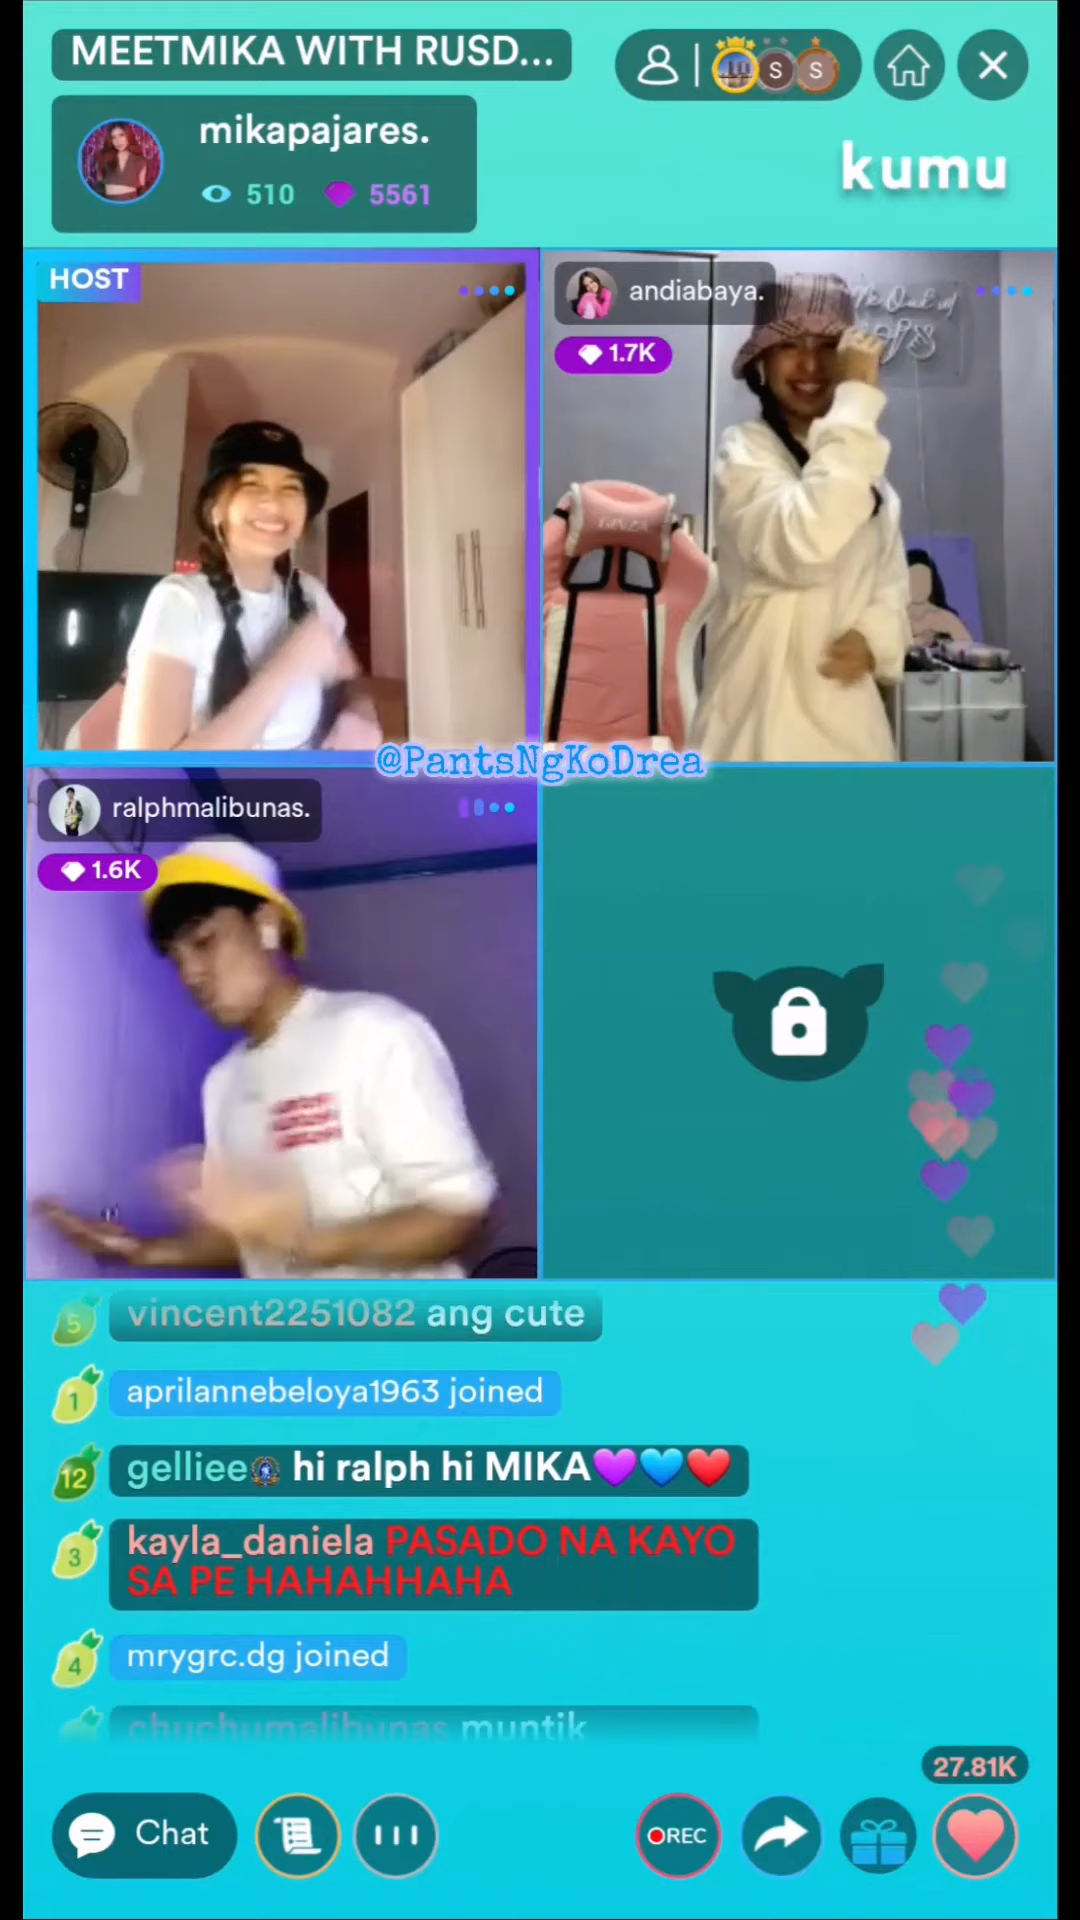 MEETMIKA WITH RUSD...
S
S
mikapajares.
510
5561
kumu
HOST
andiabaya.
1.7K
@PantsNgKoDrea
ralphmalibunas.
1.6K
5
vincent2251082 ang cute
1
aprilannebeloya1963 joined
12
gelliee hi ralph hi MIKA💜💙❤️
3
kayla_daniela PASADO NA KAYO
SA PE HAHAHHAHA
4
mrygrc.dg joined
chuchumalibunas muntik
27.81K
Chat
REC